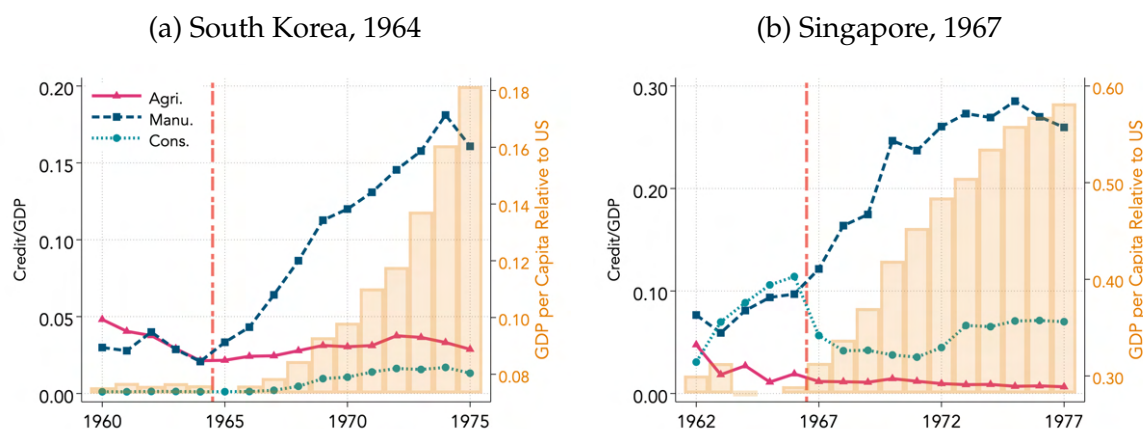 (a) South Korea, 1964
0.20
0.15
0.10
0.05
0.00
Credit/GDP
Agri.
Manu.
Cons.
0.18
0.16
0.14
0.12
0.10
0.08
GDP per Capita Relative to US
1960 1965 1970 1975
(b) Singapore, 1967
0.30
0.20
0.10
0.00
Credit/GDP
0.60
0.50
0.40
0.30
GDP per Capita Relative to US
1962 1967 1972 1977